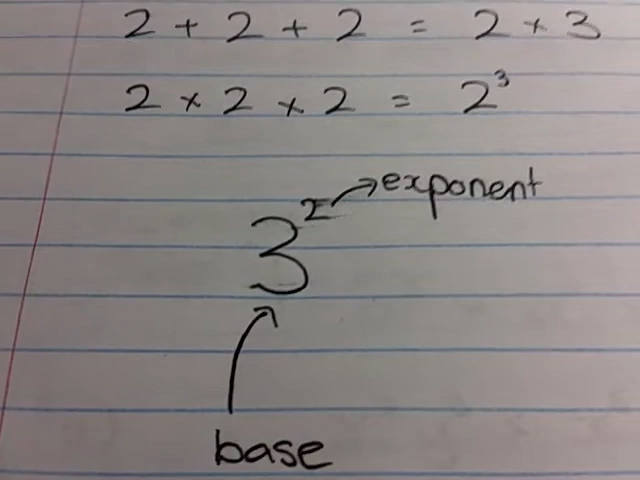 2 + 2 + 2 = 2 × 3
2 × 2 × 2 = 2³
3² → exponent
base